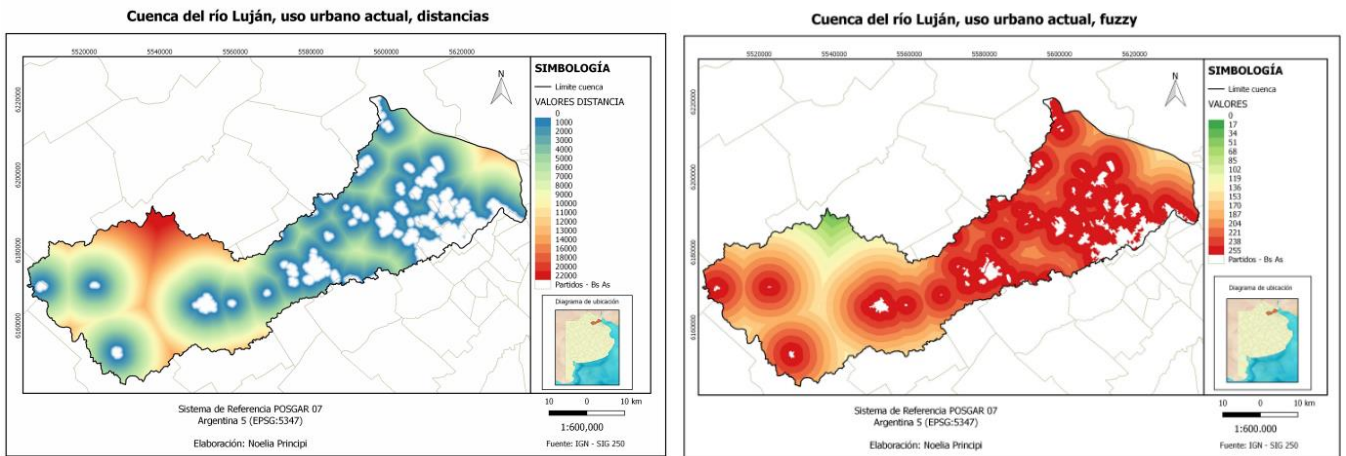 Cuenca del río Luján, uso urbano actual, distancias
5520000 5540000 5560000 5580000 5600000 5620000
6220000
6200000
6180000
6160000
N
SIMBOLOGÍA
Límite cuenca
VALORES DISTANCIA
0
1000
2000
3000
4000
5000
6000
7000
8000
9000
10000
11000
12000
13000
14000
16000
18000
20000
22000
Partidos - Bs As
Diagrama de ubicación
10 0 10 km
1:600.000
Fuente: IGN - SIG 250
Sistema de Referencia POSGAR 07
Argentina 5 (EPSG:5347)
Elaboración: Noelia Principi
Cuenca del río Luján, uso urbano actual, fuzzy
5520000 5540000 5560000 5580000 5600000 5620000
6220000
6200000
6180000
6160000
N
SIMBOLOGÍA
Límite cuenca
VALORES
0
17
34
51
68
85
102
119
136
153
170
187
204
221
238
255
Partidos - Bs As
Diagrama de ubicación
10 0 10 km
1:600,000
Fuente: IGN - SIG 250
Sistema de Referencia POSGAR 07
Argentina 5 (EPSG:5347)
Elaboración: Noelia Principi